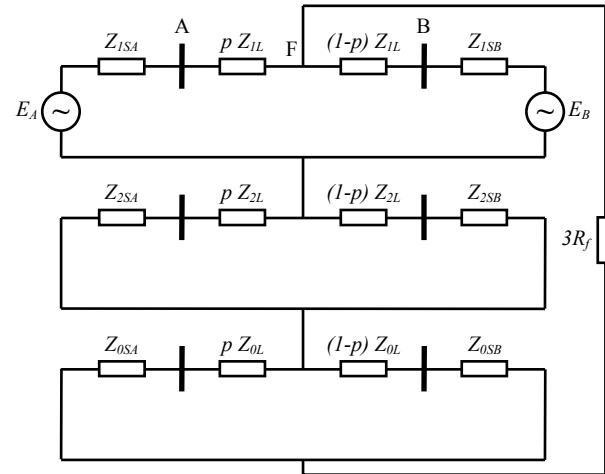 A
F
B
Z1SA
p Z1L
(1-p) Z1L
Z1SB
EA
~
~
EB
Z2SA
p Z2L
(1-p) Z2L
Z2SB
3Rf
Z0SA
p Z0L
(1-p) Z0L
Z0SB